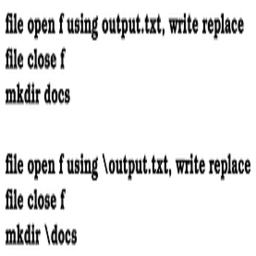 file open f using output.txt, write replace
file close f
mkdir docs
file open f using \output.txt, write replace
file close f
mkdir \docs